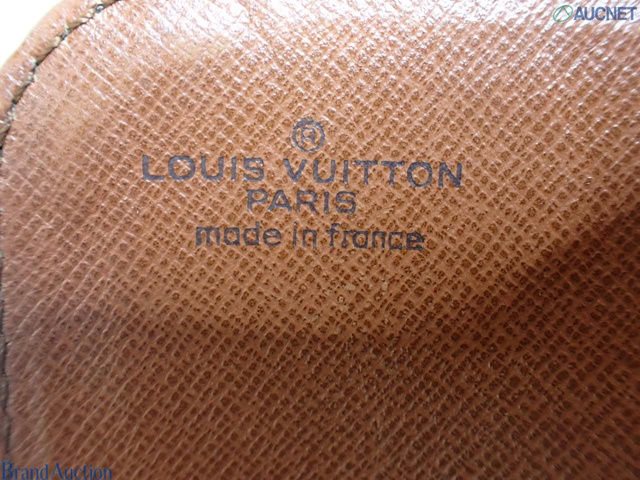 AUCNET
®
LOUIS VUITTON
PARIS
made in france
Brand Auction